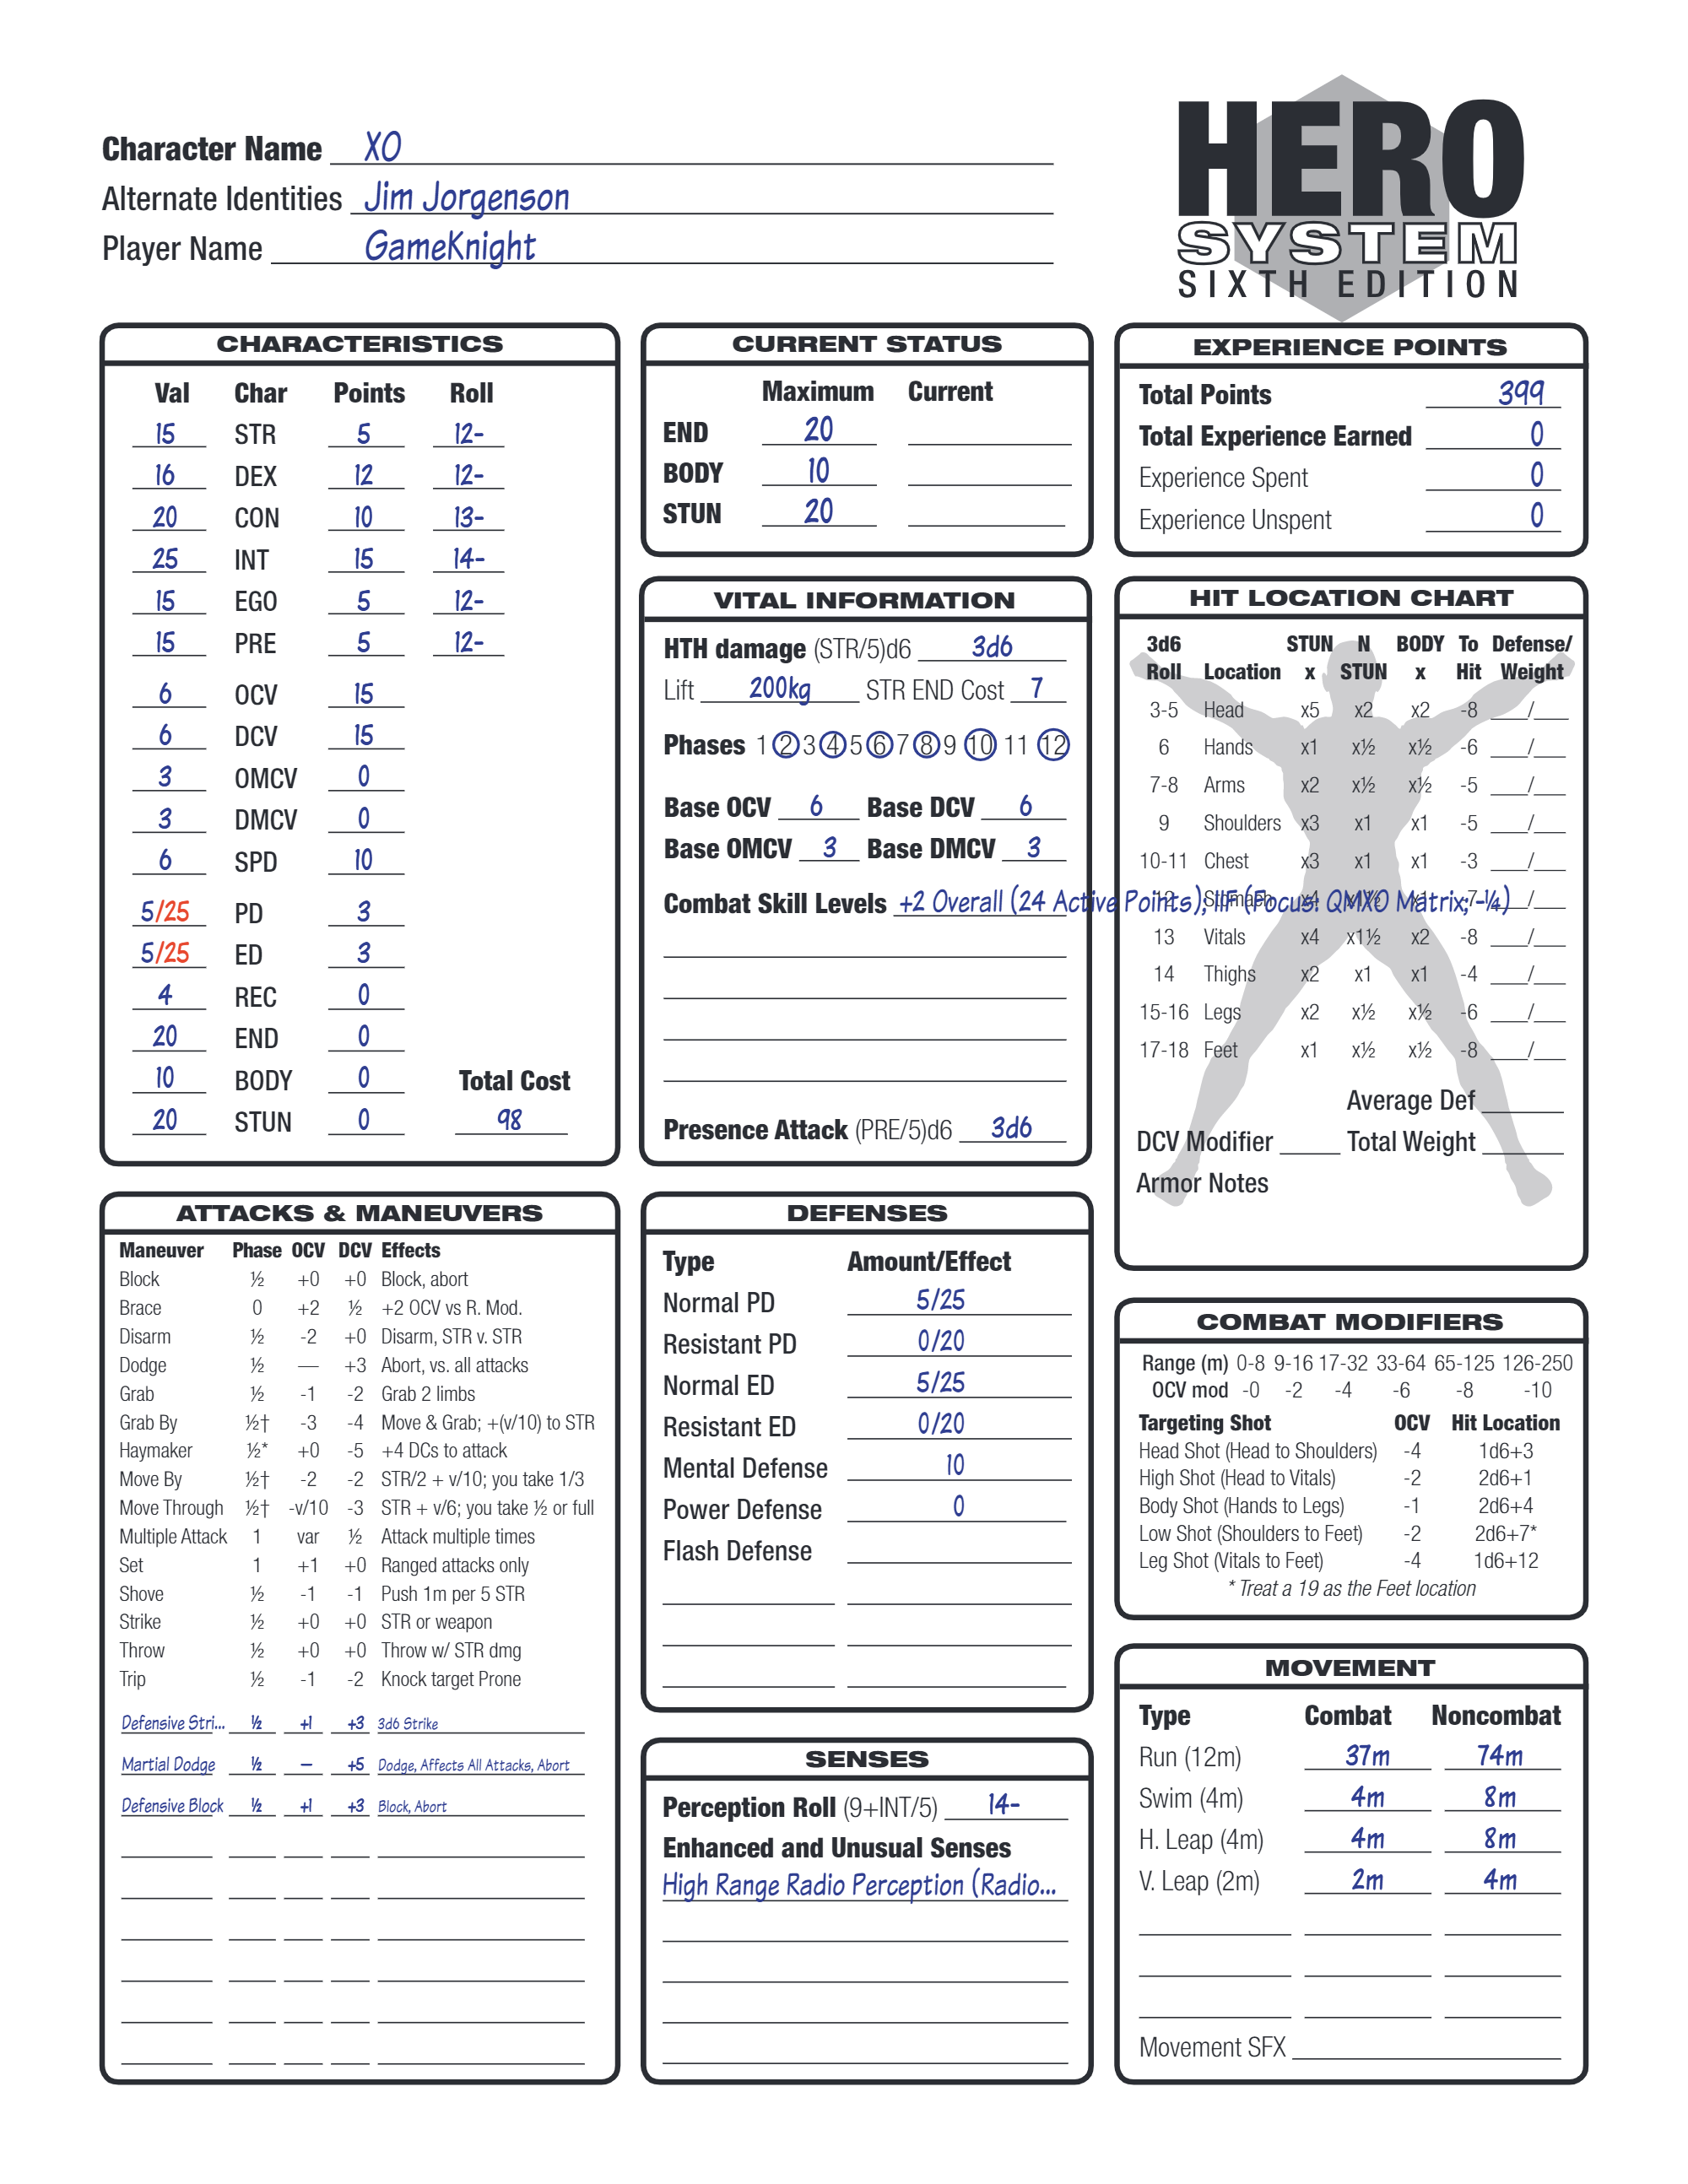 Character Name XO
Alternate Identities Jim Jorgenson
Player Name GameKnight
HERO
SYSTEM
SIXTH EDITION
CHARACTERISTICS
Val Char Points Roll
15 STR 5 12-
16 DEX 12 12-
20 CON 10 13-
25 INT 15 14-
15 EGO 5 12-
15 PRE 5 12-
6 OCV 15
6 DCV 15
3 OMCV 0
3 DMCV 0
6 SPD 10
5/25 PD 3
5/25 ED 3
4 REC 0
20 END 0
10 BODY 0 Total Cost
20 STUN 0 98
CURRENT STATUS
Maximum Current
END 20
BODY 10
STUN 20
EXPERIENCE POINTS
Total Points 399
Total Experience Earned 0
Experience Spent 0
Experience Unspent 0
VITAL INFORMATION
HTH damage (STR/5)d6 3d6
Lift 200kg STR END Cost 7
Phases 1 2 3 4 5 6 7 8 9 10 11 12
Base OCV 6 Base DCV 6
Base OMCV 3 Base DMCV 3
Combat Skill Levels +2 Overall (24 Active Points); IIF (Focus: QMXO Matrix; -¼)
Presence Attack (PRE/5)d6 3d6
HIT LOCATION CHART
3d6 STUN N BODY To Defense/
Roll Location x STUN x Hit Weight
3-5 Head x5 x2 x2 -8 ___/___
6 Hands x1 x½ x½ -6 ___/___
7-8 Arms x2 x½ x½ -5 ___/___
9 Shoulders x3 x1 x1 -5 ___/___
10-11 Chest x3 x1 x1 -3 ___/___
12 Stomach x4 x1½ x1 -7 ___/___
13 Vitals x4 x1½ x2 -8 ___/___
14 Thighs x2 x1 x1 -4 ___/___
15-16 Legs x2 x½ x½ -6 ___/___
17-18 Feet x1 x½ x½ -8 ___/___
Average Def
DCV Modifier Total Weight
Armor Notes
ATTACKS & MANEUVERS
Maneuver Phase OCV DCV Effects
Block ½ +0 +0 Block, abort
Brace 0 +2 ½ +2 OCV vs R. Mod.
Disarm ½ -2 +0 Disarm, STR v. STR
Dodge ½ — +3 Abort, vs. all attacks
Grab ½ -1 -2 Grab 2 limbs
Grab By ½† -3 -4 Move & Grab; +(v/10) to STR
Haymaker ½* +0 -5 +4 DCs to attack
Move By ½† -2 -2 STR/2 + v/10; you take 1/3
Move Through ½† -v/10 -3 STR + v/6; you take ½ or full
Multiple Attack 1 var ½ Attack multiple times
Set 1 +1 +0 Ranged attacks only
Shove ½ -1 -1 Push 1m per 5 STR
Strike ½ +0 +0 STR or weapon
Throw ½ +0 +0 Throw w/ STR dmg
Trip ½ -1 -2 Knock target Prone
Defensive Stri... ½ +1 +3 3d6 Strike
Martial Dodge ½ — +5 Dodge, Affects All Attacks, Abort
Defensive Block ½ +1 +3 Block, Abort
DEFENSES
Type Amount/Effect
Normal PD 5/25
Resistant PD 0/20
Normal ED 5/25
Resistant ED 0/20
Mental Defense 10
Power Defense 0
Flash Defense
SENSES
Perception Roll (9+INT/5) 14-
Enhanced and Unusual Senses
High Range Radio Perception (Radio...
COMBAT MODIFIERS
Range (m) 0-8 9-16 17-32 33-64 65-125 126-250
OCV mod -0 -2 -4 -6 -8 -10
Targeting Shot OCV Hit Location
Head Shot (Head to Shoulders) -4 1d6+3
High Shot (Head to Vitals) -2 2d6+1
Body Shot (Hands to Legs) -1 2d6+4
Low Shot (Shoulders to Feet) -2 2d6+7*
Leg Shot (Vitals to Feet) -4 1d6+12
* Treat a 19 as the Feet location
MOVEMENT
Type Combat Noncombat
Run (12m) 37m 74m
Swim (4m) 4m 8m
H. Leap (4m) 4m 8m
V. Leap (2m) 2m 4m
Movement SFX